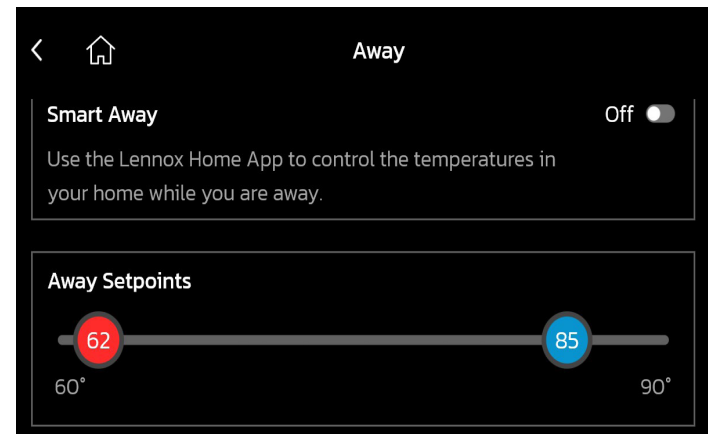 Away
Smart Away
Off
Use the Lennox Home App to control the temperatures in
your home while you are away.
Away Setpoints
62
85
60°
90°